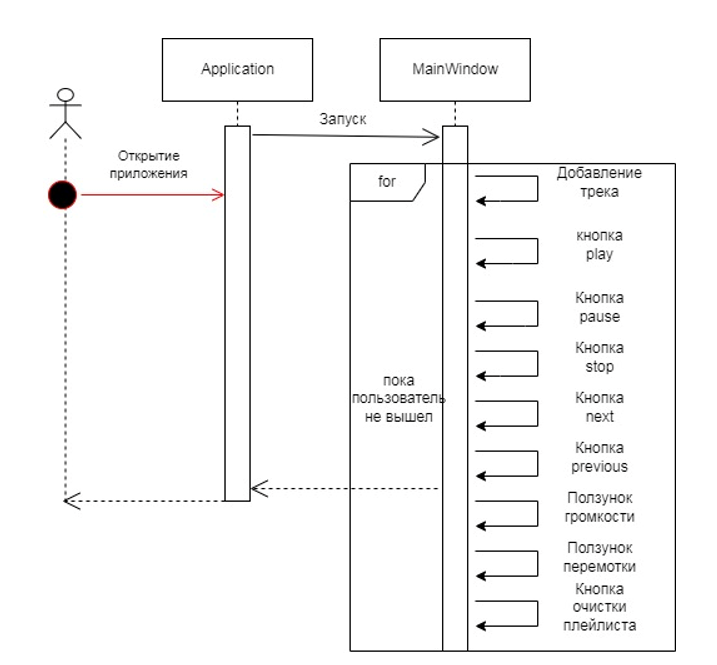 Application
MainWindow
Запуск
Открытие
приложения
for
Добавление
трека
кнопка
play
Кнопка
pause
Кнопка
stop
пока
пользователь
не вышел
Кнопка
next
Кнопка
previous
Ползунок
громкости
Ползунок
перемотки
Кнопка
очистки
плейлиста